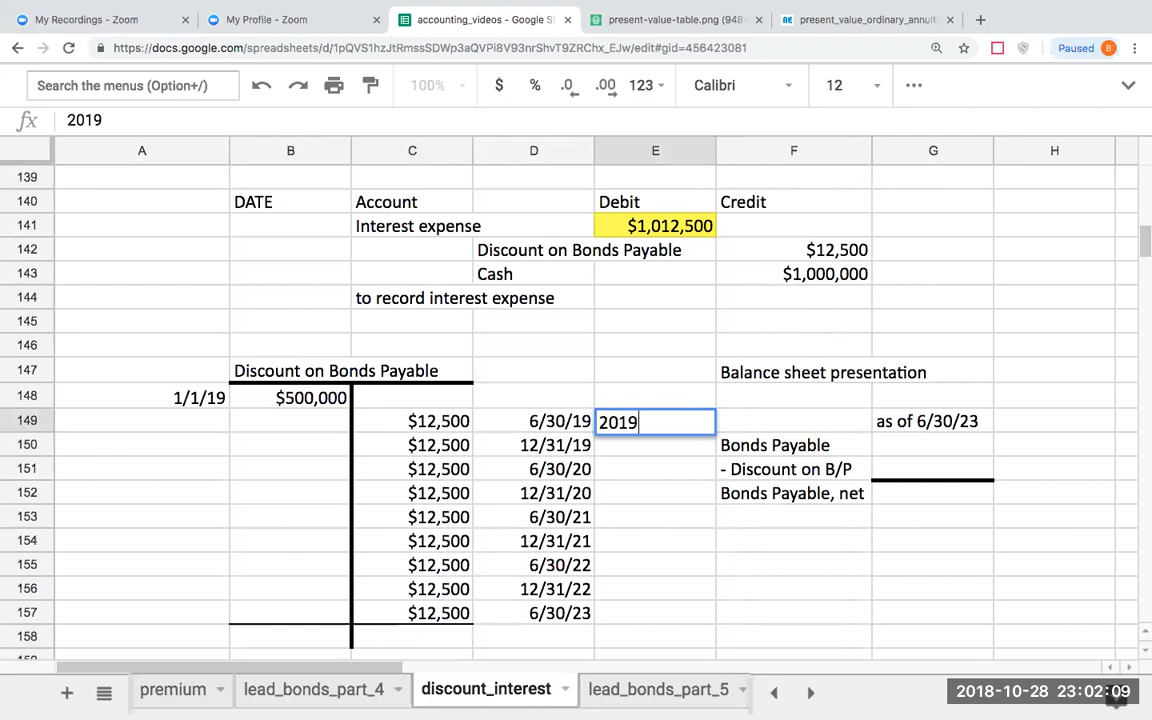 My Recordings - Zoom
My Profile - Zoom
accounting_videos - Google S
present-value-table.png (948
present_value_ordinary_annuit
https://docs.google.com/spreadsheets/d/1pQVS1hzJtRmssSDWp3aQVPi8V93nrShvT9ZRChx_EJw/edit#gid=456423081
Paused B
Search the menus (Option+/) 100% $ % .0 .00 123 Calibri 12
fx 2019
A B C D E F G H
139
140 DATE Account Debit Credit
141 Interest expense $1,012,500
142 Discount on Bonds Payable $12,500
143 Cash $1,000,000
144 to record interest expense
145
146
147 Discount on Bonds Payable Balance sheet presentation
148 1/1/19 $500,000
149 $12,500 6/30/19 2019 as of 6/30/23
150 $12,500 12/31/19 Bonds Payable
151 $12,500 6/30/20 - Discount on B/P
152 $12,500 12/31/20 Bonds Payable, net
153 $12,500 6/30/21
154 $12,500 12/31/21
155 $12,500 6/30/22
156 $12,500 12/31/22
157 $12,500 6/30/23
158
premium lead_bonds_part_4 discount_interest lead_bonds_part_5
2018-10-28 23:02:09